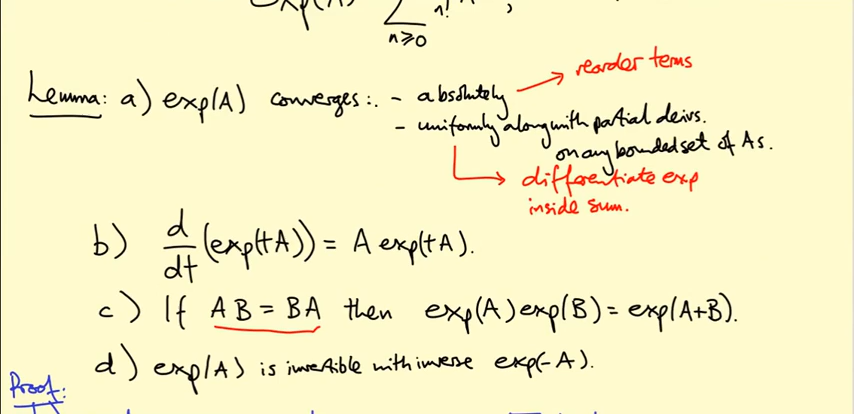 exp(A) Σ n!
n≥0
Lemma: a) exp(A) converges:. - absolutely → reorder terms
- uniformly along with partial derivs.
on any bounded set of As.
→ differentiate exp
inside sum.
b) d/dt (exp(tA)) = A exp(tA).
c) If AB = BA then exp(A) exp(B) = exp(A+B).
d) exp(A) is invertible with inverse exp(-A).
Proof: